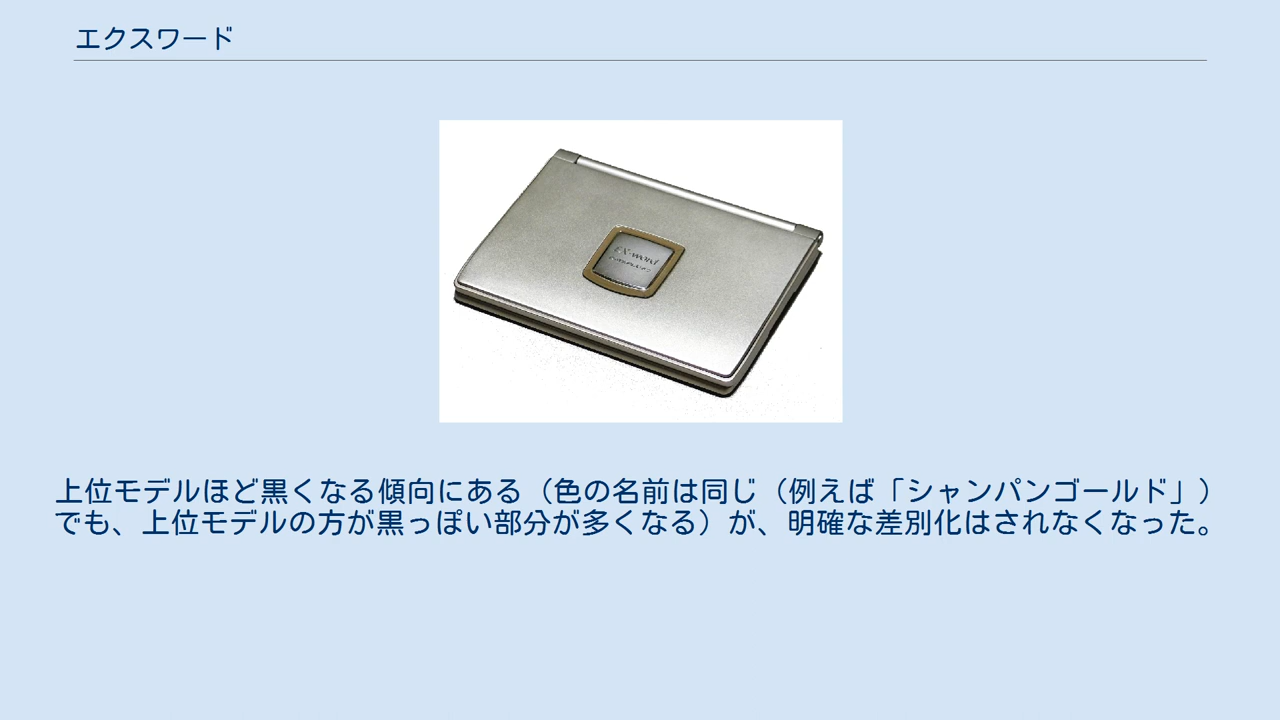 エクスワード
EX-word
上位モデルほど黒くなる傾向にある（色の名前は同じ（例えば「シャンパンゴールド」）
でも、上位モデルの方が黒っぽい部分が多くなる）が、明確な差別化はされなくなった。